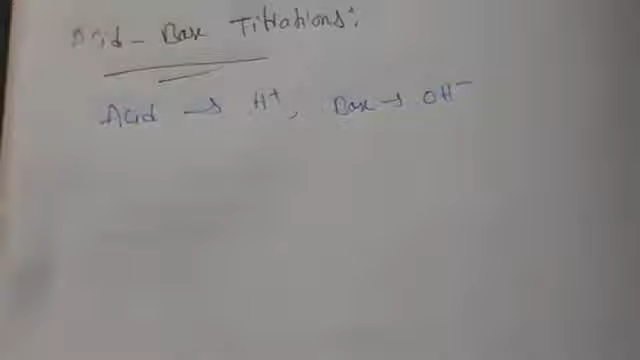 Acid - Base Titrations:
Acid → H⁺, Base → OH⁻